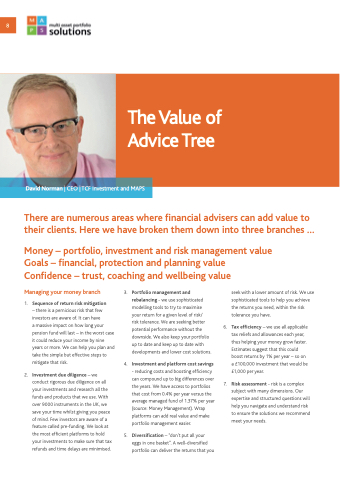 8
M A
P S
multi asset portfolio
solutions
The Value of
Advice Tree
David Norman | CEO | TCF Investment and MAPS
There are numerous areas where financial advisers can add value to
their clients. Here we have broken them down into three branches ...
Money – portfolio, investment and risk management value
Goals – financial, protection and planning value
Confidence – trust, coaching and wellbeing value
Managing your money branch
1. Sequence of return risk mitigation
– there is a pernicious risk that few
investors are aware of. It can have
a massive impact on how long your
pension fund will last – in the worst case
it could reduce your income by nine
years or more. We can help you plan and
take the simple but effective steps to
mitigate that risk.
2. Investment due diligence – we
conduct rigorous due diligence on all
your investments and research all the
funds and products that we use. With
over 9000 instruments in the UK, we
save your time whilst giving you peace
of mind. Few investors are aware of a
feature called pre-funding. We look at
the most efficient platforms to hold
your investments to make sure that tax
refunds and time delays are minimised.
3. Portfolio management and
rebalancing – we use sophisticated
modelling tools to try to maximise
your return for a given level of risk/
risk tolerance. We are seeking better
potential performance without the
downside. We also keep your portfolio
up to date and keep up to date with
developments and lower cost solutions.
4. Investment and platform cost savings
– reducing costs and boosting efficiency
can compound up to big differences over
the years. We have access to portfolios
that cost from 0.4% per year versus the
average managed fund of 1.37% per year
(source: Money Management). Wrap
platforms can add real value and make
portfolio management easier.
5. Diversification – "don't put all your
eggs in one basket". A well-diversified
portfolio can deliver the returns that you
seek with a lower amount of risk. We use
sophisticated tools to help you achieve
the returns you need, within the risk
tolerance you have.
6. Tax efficiency – we use all applicable
tax reliefs and allowances each year,
thus helping your money grow faster.
Estimates suggest that this could
boost returns by 1% per year – so on
a £100,000 investment that would be
£1,000 per year.
7. Risk assessment – risk is a complex
subject with many dimensions. Our
expertise and structured questions will
help you navigate and understand risk
to ensure the solutions we recommend
meet your needs.